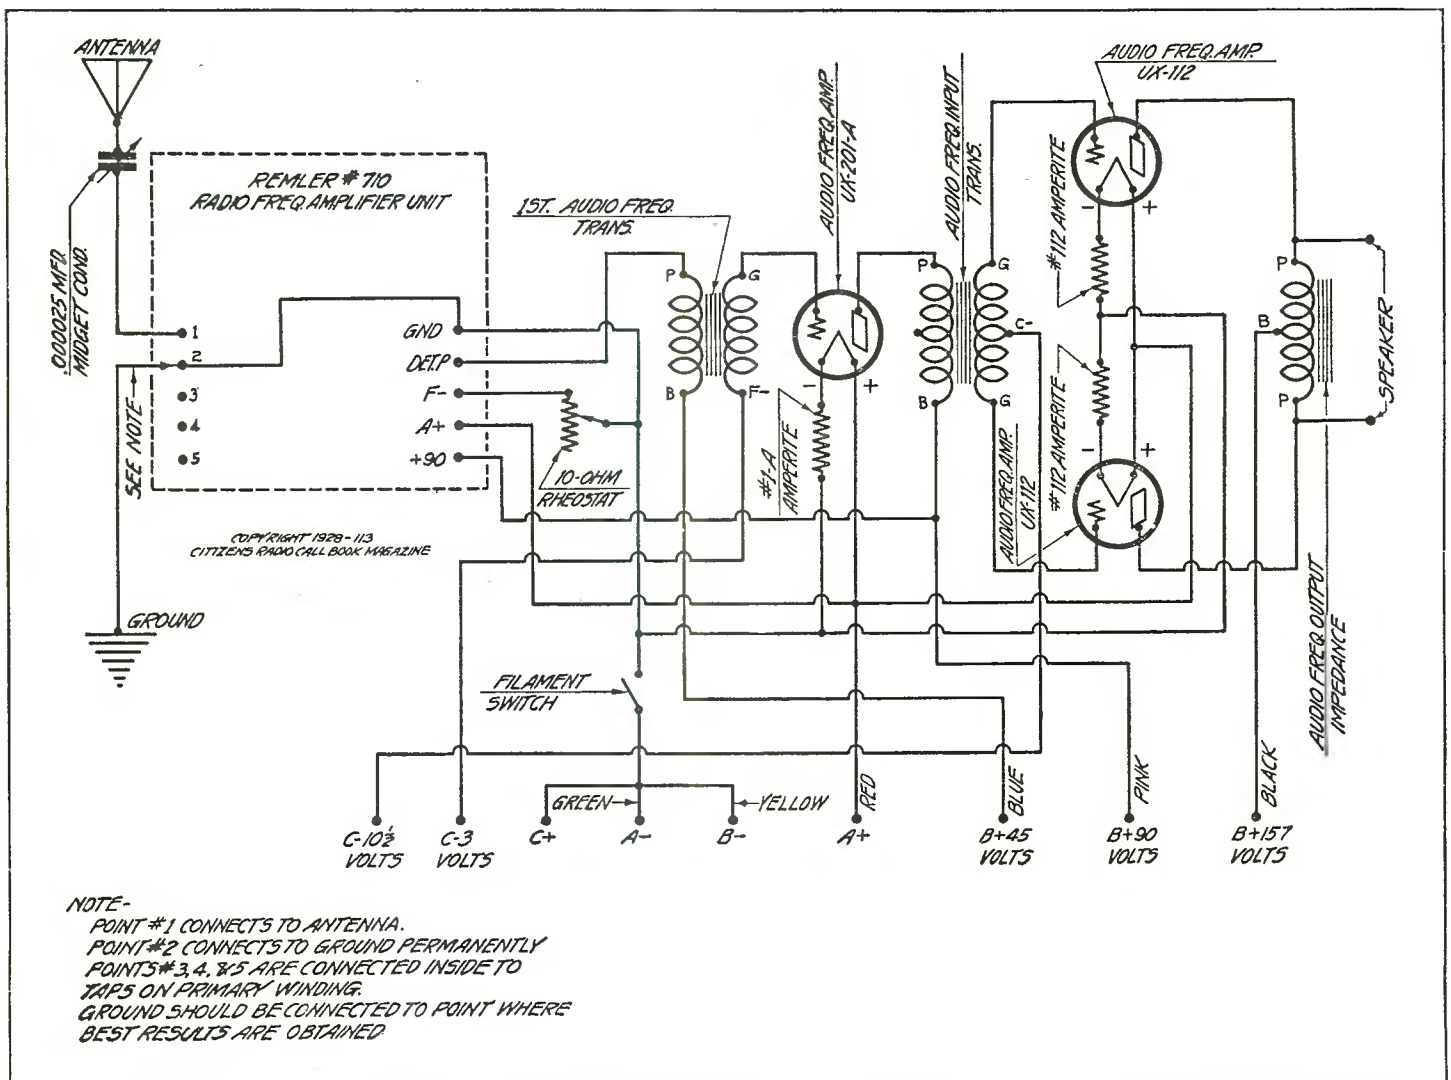 ANTENNA
.000025 MFD.
MIDGET COND.
REMLER #710
RADIO FREQ. AMPLIFIER UNIT
1
2
3
4
5
GND
DET.P
F-
A+
+90
SEE NOTE
GROUND
COPYRIGHT 1928-113
CITIZENS RADIO CALL BOOK MAGAZINE
10-OHM
RHEOSTAT
1ST. AUDIO FREQ.
TRANS.
P
G
B
F-
AUDIO FREQ. AMP.
UX-201-A
-
+
#1-A
AMPERITE
AUDIO FREQ. INPUT
TRANS.
P
G
C-
B
G
AUDIO FREQ. AMP.
UX-112
-
+
#112 AMPERITE
#112 AMPERITE
-
+
AUDIO FREQ. AMP.
UX-112
P
B
P
SPEAKER
AUDIO FREQ. OUTPUT
IMPEDANCE
FILAMENT
SWITCH
GREEN
YELLOW
RED
BLUE
PINK
BLACK
C-10½
VOLTS
C-3
VOLTS
C+
A-
B-
A+
B+45
VOLTS
B+90
VOLTS
B+157
VOLTS
NOTE-
POINT #1 CONNECTS TO ANTENNA.
POINT #2 CONNECTS TO GROUND PERMANENTLY
POINTS #3, 4, &5 ARE CONNECTED INSIDE TO
TAPS ON PRIMARY WINDING.
GROUND SHOULD BE CONNECTED TO POINT WHERE
BEST RESULTS ARE OBTAINED